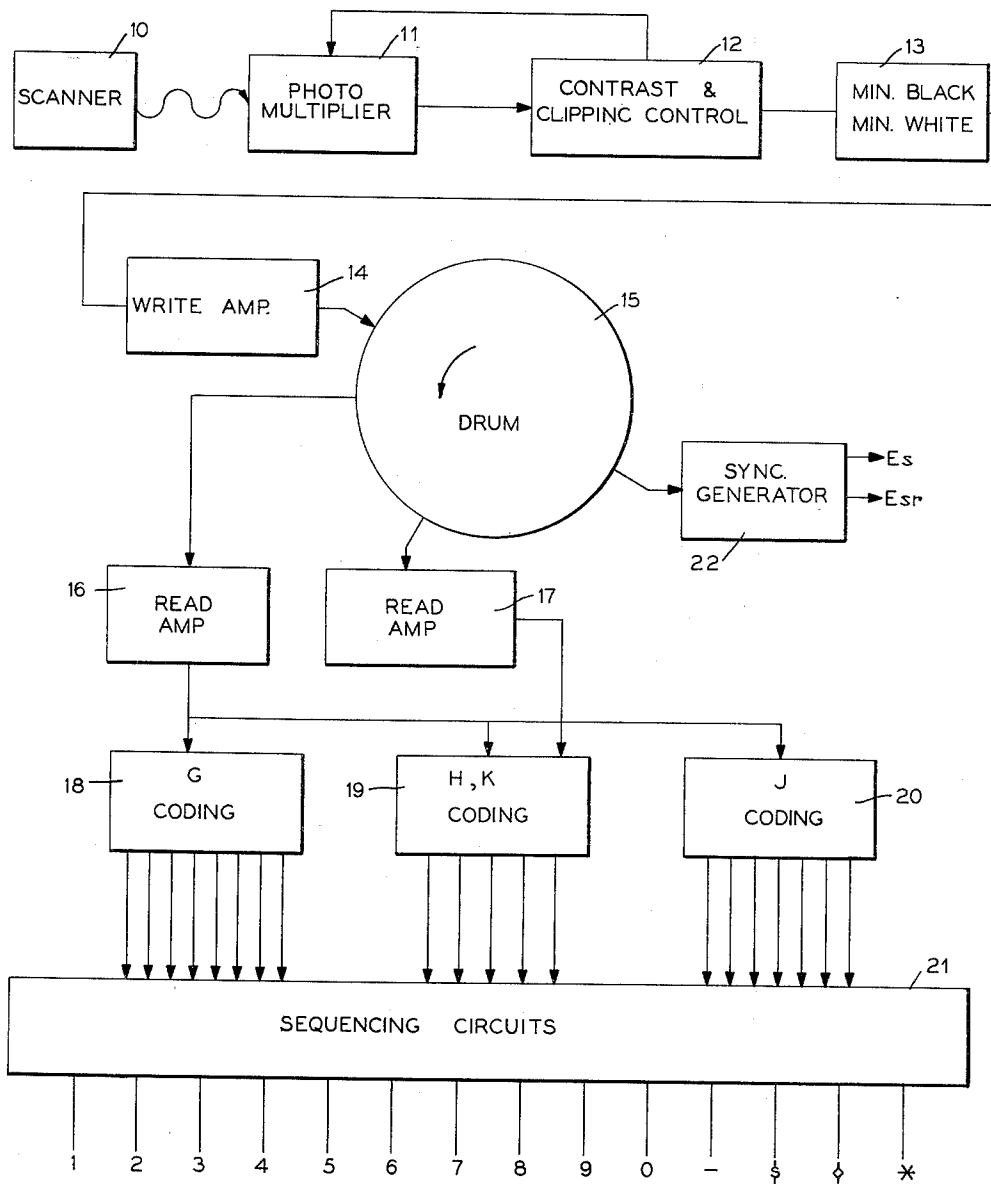 10
11
12
13
SCANNER
PHOTO
MULTIPLIER
CONTRAST &
CLIPPING CONTROL
MIN. BLACK
MIN. WHITE
14
WRITE AMP.
15
DRUM
SYNC.
GENERATOR
Es
Esr
22
16
READ
AMP
17
READ
AMP
18
G
CODING
19
H, K
CODING
20
J
CODING
21
SEQUENCING CIRCUITS
1 2 3 4 5 6 7 8 9 0 - $ ⋄ *